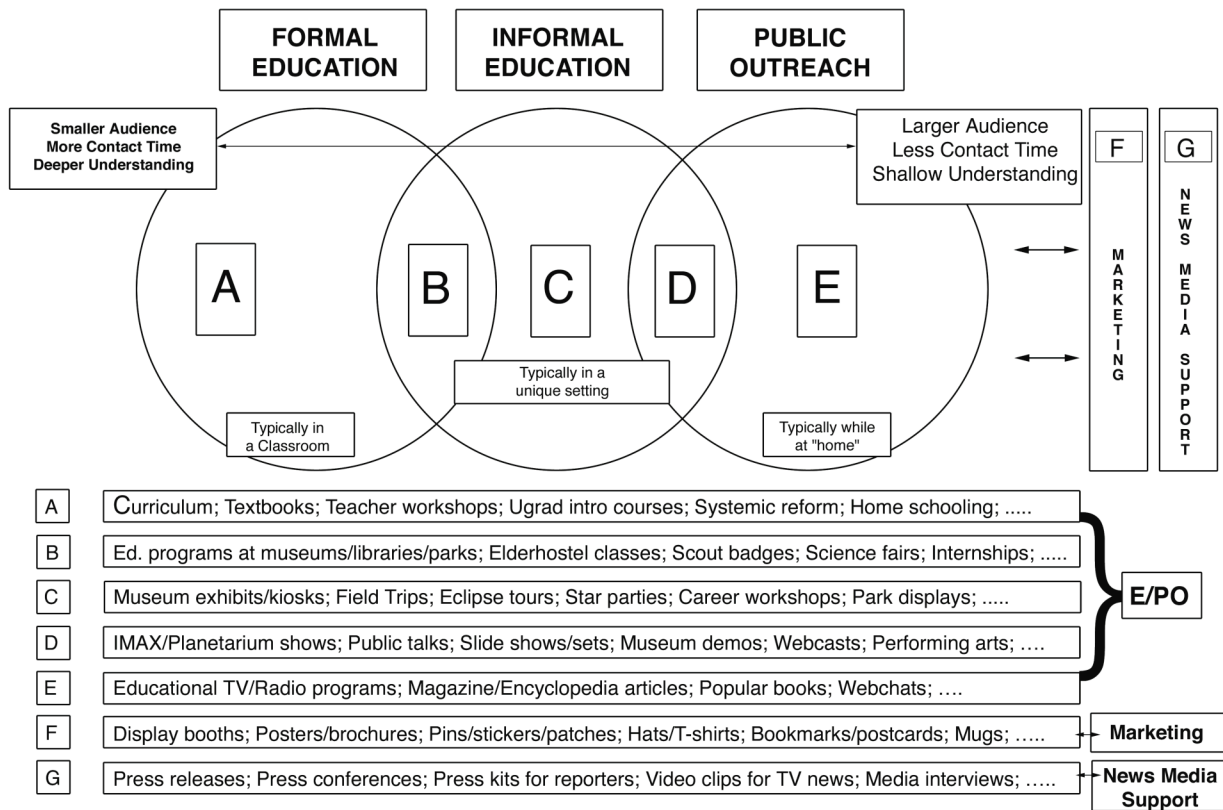 FORMAL
EDUCATION
INFORMAL
EDUCATION
PUBLIC
OUTREACH
Smaller Audience
More Contact Time
Deeper Understanding
Larger Audience
Less Contact Time
Shallow Understanding
F
MARKETING
G
NEWS MEDIA SUPPORT
A
B
C
D
E
Typically in a
unique setting
Typically in
a Classroom
Typically while
at "home"
A
Curriculum; Textbooks; Teacher workshops; Ugrad intro courses; Systemic reform; Home schooling; .....
B
Ed. programs at museums/libraries/parks; Elderhostel classes; Scout badges; Science fairs; Internships; .....
C
Museum exhibits/kiosks; Field Trips; Eclipse tours; Star parties; Career workshops; Park displays; .....
D
IMAX/Planetarium shows; Public talks; Slide shows/sets; Museum demos; Webcasts; Performing arts; ....
E
Educational TV/Radio programs; Magazine/Encyclopedia articles; Popular books; Webchats; ....
E/PO
F
Display booths; Posters/brochures; Pins/stickers/patches; Hats/T-shirts; Bookmarks/postcards; Mugs; .....
Marketing
G
Press releases; Press conferences; Press kits for reporters; Video clips for TV news; Media interviews; .....
News Media
Support